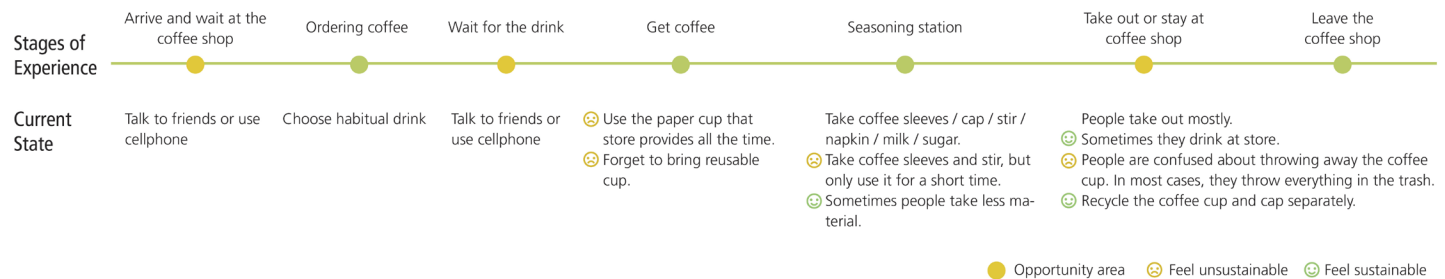 Stages of
Experience
Arrive and wait at the
coffee shop
Ordering coffee
Wait for the drink
Get coffee
Seasoning station
Take out or stay at
coffee shop
Leave the
coffee shop
Current
State
Talk to friends or use
cellphone
Choose habitual drink
Talk to friends or
use cellphone
Use the paper cup that
store provides all the time.
Forget to bring reusable
cup.
Take coffee sleeves / cap / stir /
napkin / milk / sugar.
Take coffee sleeves and stir, but
only use it for a short time.
Sometimes people take less ma-
terial.
People take out mostly.
Sometimes they drink at store.
People are confused about throwing away the coffee
cup. In most cases, they throw everything in the trash.
Recycle the coffee cup and cap separately.
Opportunity area
Feel unsustainable
Feel sustainable